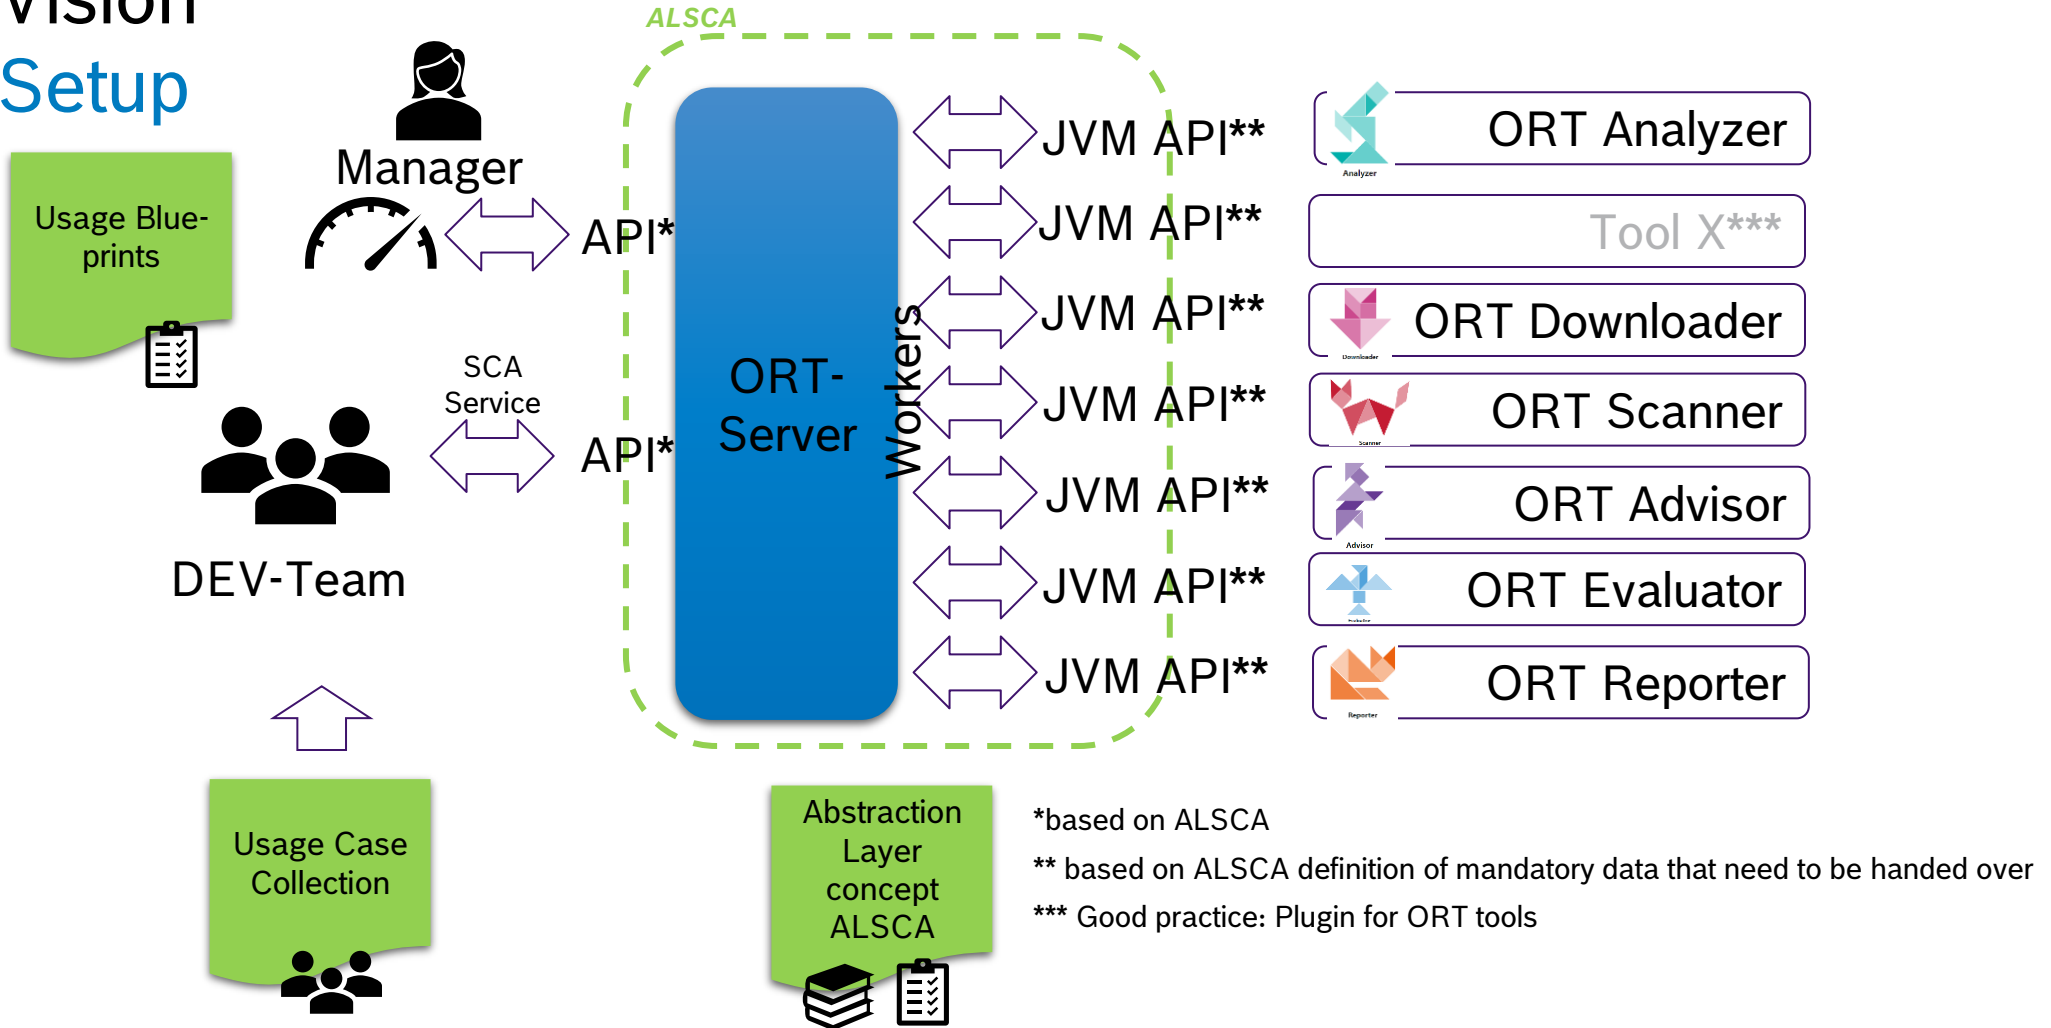 Vision
Setup
ALSCA
Manager
Usage Blue-
prints
API*
SCA
Service
API*
DEV-Team
ORT-
Server
Workers
JVM API**
JVM API**
JVM API**
JVM API**
JVM API**
JVM API**
JVM API**
Analyzer
ORT Analyzer
Tool X***
Downloader
ORT Downloader
Scanner
ORT Scanner
Advisor
ORT Advisor
Evaluator
ORT Evaluator
Reporter
ORT Reporter
Usage Case
Collection
Abstraction
Layer
concept
ALSCA
*based on ALSCA
** based on ALSCA definition of mandatory data that need to be handed over
*** Good practice: Plugin for ORT tools